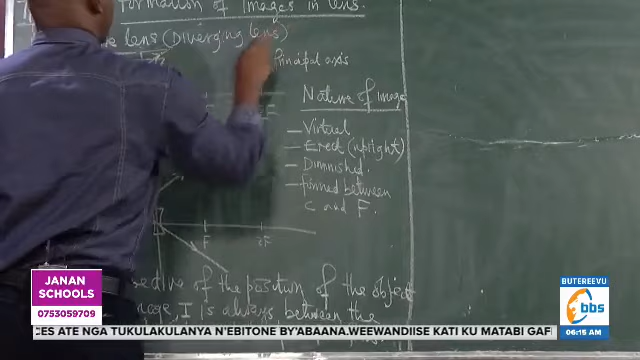 formation of Images in lens.
lens (Diverging lens)
Principal axis
F
Nature of image
– Virtual
– Erect (upright)
– Diminished.
– Formed between
C and F.
F
2F
of the position of the object
I is always between the
JANAN
SCHOOLS
0753059709
BUTEREEVU
bbs
06:15 AM
CES ATE NGA TUKULAKULANYA N'EBITONE BY'ABAANA.WEEWANDIISE KATI KU MATABI GAF